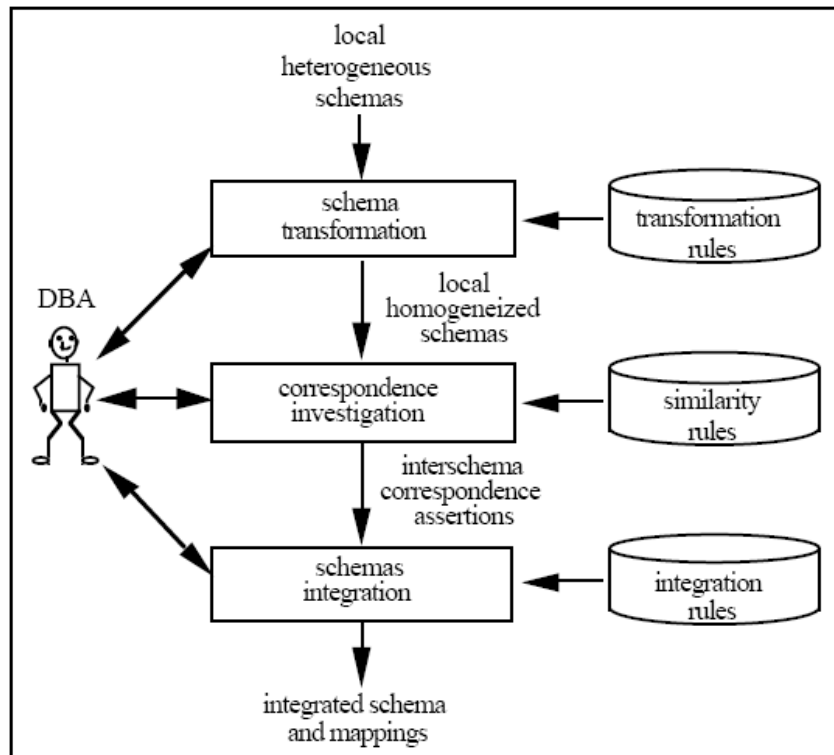 local
heterogeneous
schemas
schema
transformation
transformation
rules
local
homogeneized
schemas
DBA
correspondence
investigation
similarity
rules
interschema
correspondence
assertions
schemas
integration
integration
rules
integrated schema
and mappings